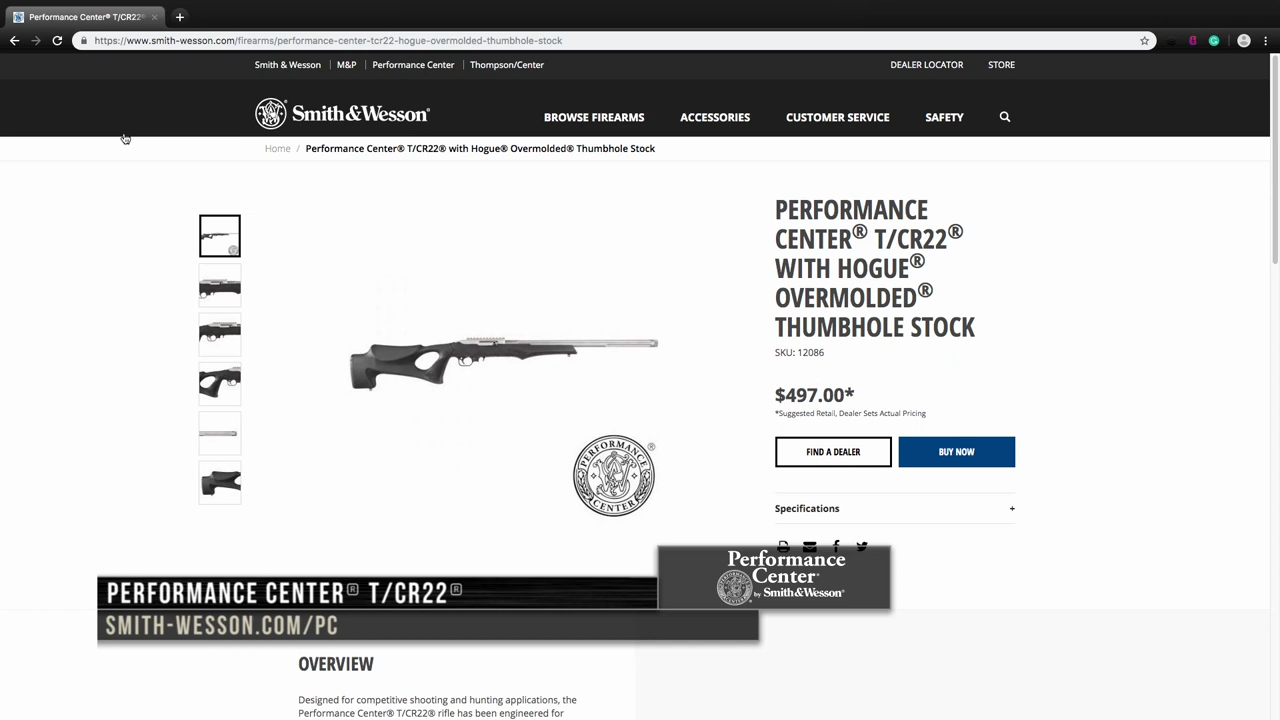 Performance Center® T/CR22®
https://www.smith-wesson.com/firearms/performance-center-tcr22-hogue-overmolded-thumbhole-stock
Smith & Wesson | M&P | Performance Center | Thompson/Center
DEALER LOCATOR STORE
Smith & Wesson®
BROWSE FIREARMS ACCESSORIES CUSTOMER SERVICE SAFETY
Home / Performance Center® T/CR22® with Hogue® Overmolded® Thumbhole Stock
PERFORMANCE
CENTER® T/CR22®
WITH HOGUE®
OVERMOLDED®
THUMBHOLE STOCK
SKU: 12086
$497.00*
*Suggested Retail, Dealer Sets Actual Pricing
FIND A DEALER BUY NOW
Specifications +
PERFORMANCE CENTER ®
Performance
Center®
by Smith & Wesson®
PERFORMANCE CENTER® T/CR22®
SMITH-WESSON.COM/PC
OVERVIEW
Designed for competitive shooting and hunting applications, the
Performance Center® T/CR22® rifle has been engineered for